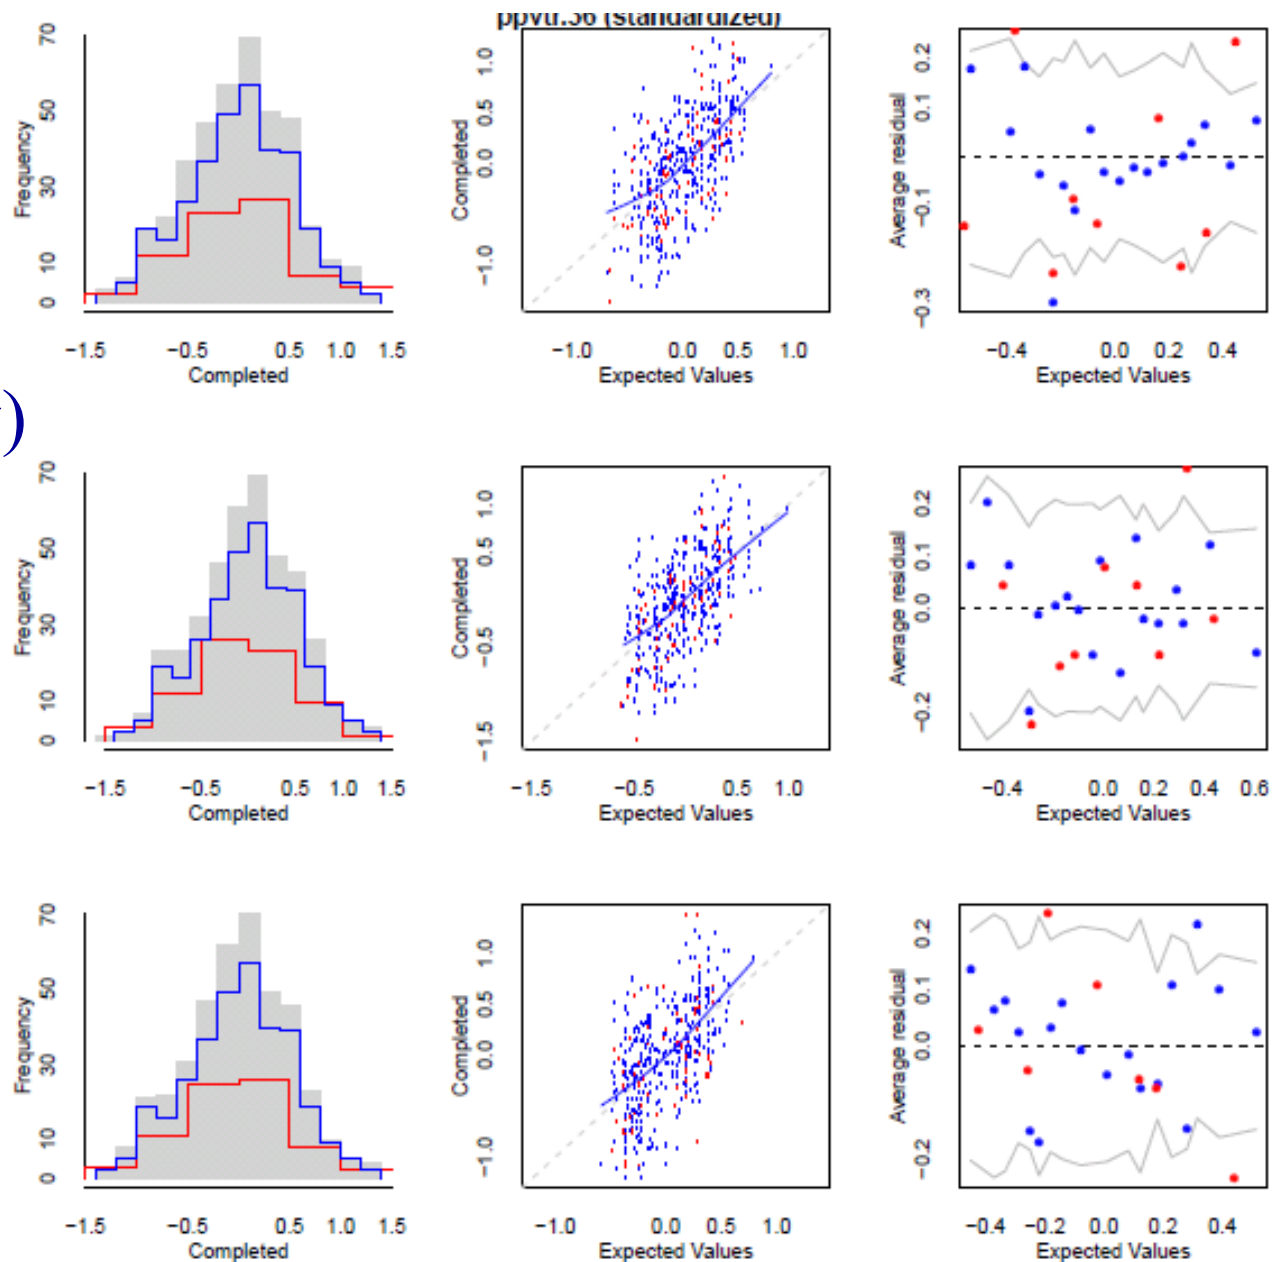 ppvtr.36 (standardized)
Frequency
0 10 30 50 70
−1.5 −0.5 0.5 1.5
Completed
Completed
−1.0 0.0 0.5 1.0
−1.0 0.0 0.5 1.0
Expected Values
Average residual
−0.3 −0.1 0.1 0.2
−0.4 0.0 0.2 0.4
Expected Values
)
Frequency
0 10 30 50 70
−1.5 −0.5 0.5 1.0 1.5
Completed
Completed
−1.5 −0.5 0.5 1.0
−1.5 −0.5 0.5 1.0
Expected Values
Average residual
−0.2 0.0 0.1 0.2
−0.4 0.0 0.2 0.4 0.6
Expected Values
Frequency
0 10 30 50 70
−1.5 −0.5 0.5 1.5
Completed
Completed
−1.0 0.0 0.5 1.0
−1.0 0.0 0.5 1.0
Expected Values
Average residual
−0.2 0.0 0.1 0.2
−0.4 −0.2 0.0 0.2 0.4
Expected Values